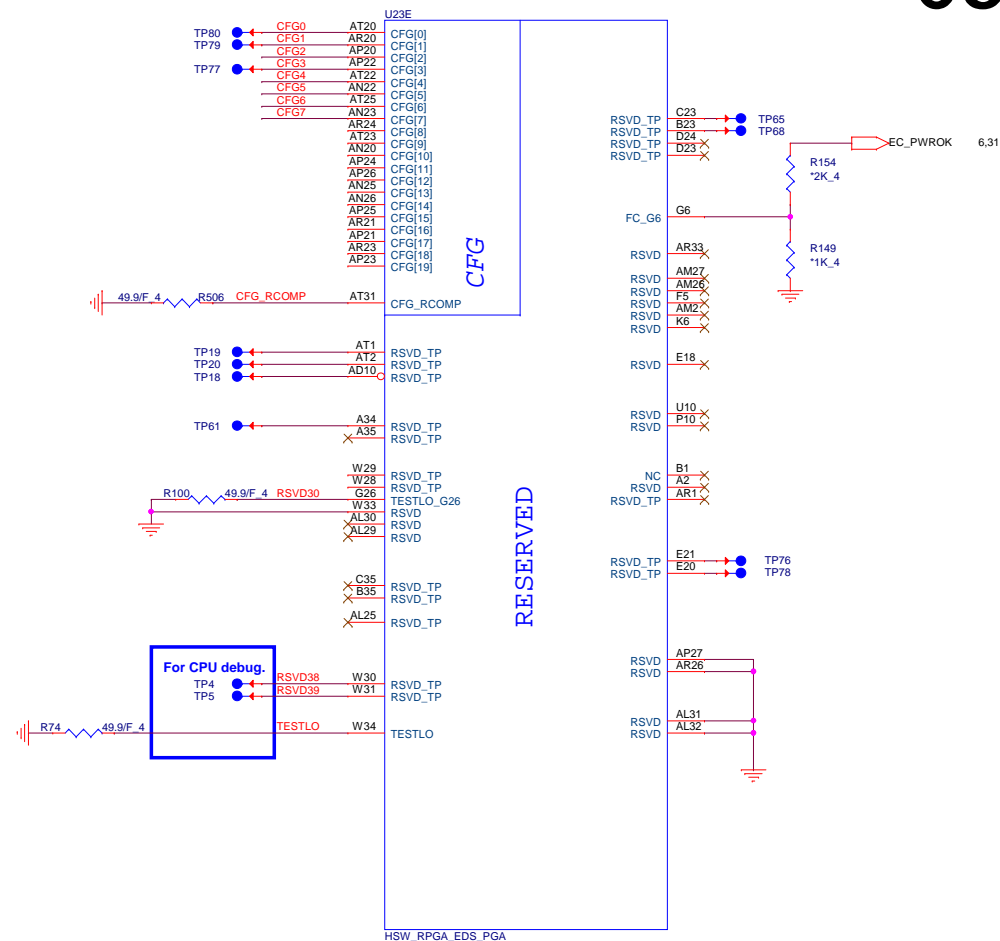 U23E
TP80 CFG0 AT20 CFG[0]
TP79 CFG1 AR20 CFG[1]
CFG2 AP20 CFG[2]
TP77 CFG3 AP22 CFG[3]
CFG4 AT22 CFG[4]
CFG5 AN22 CFG[5]
CFG6 AT25 CFG[6]
CFG7 AN23 CFG[7]
AR24 CFG[8]
AT23 CFG[9]
AN20 CFG[10]
AP24 CFG[11]
AP26 CFG[12]
AN25 CFG[13]
AN26 CFG[14]
AP25 CFG[15]
AR21 CFG[16]
AP21 CFG[17]
AR23 CFG[18]
AP23 CFG[19]
CFG
49.9/F_4 R506 CFG_RCOMP AT31 CFG_RCOMP
TP19 AT1 RSVD_TP
TP20 AT2 RSVD_TP
TP18 AD10 RSVD_TP
TP61 A34 RSVD_TP
A35 RSVD_TP
W29 RSVD_TP
W28 RSVD_TP
R100 49.9/F_4 RSVD30 G26 TESTLO_G26
W33 RSVD
AL30 RSVD
AL29 RSVD
C35 RSVD_TP
B35 RSVD_TP
AL25 RSVD_TP
For CPU debug.
TP4 RSVD38 W30 RSVD_TP
TP5 RSVD39 W31 RSVD_TP
R74 49.9/F_4 TESTLO W34 TESTLO
RESERVED
RSVD_TP C23 TP65
RSVD_TP B23 TP68
RSVD_TP D24
RSVD_TP D23
EC_PWROK 6,31
R154
*2K_4
FC_G6 G6
R149
*1K_4
RSVD AR33
RSVD AM27
RSVD AM26
RSVD F5
RSVD AM2
RSVD K6
RSVD E18
RSVD U10
RSVD P10
NC B1
RSVD A2
RSVD_TP AR1
RSVD_TP E21 TP76
RSVD_TP E20 TP78
RSVD AP27
RSVD AR26
RSVD AL31
RSVD AL32
HSW_RPGA_EDS_PGA